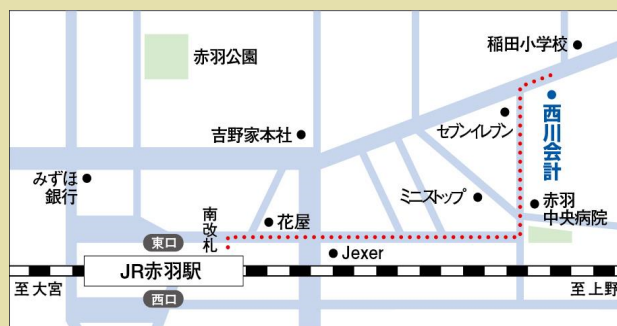 稲田小学校
赤羽公園
吉野家本社
セブンイレブン
西川会計
みずほ
銀行
ミニストップ
赤羽
中央病院
南改札
花屋
東口
Jexer
JR赤羽駅
至 大宮
至 上野
西口